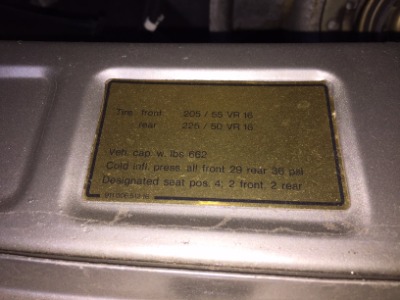 Tire front 205 / 55 VR 16
rear 225 / 50 VR 16
Veh. cap. w. lbs 662
Cold infl. press. all front 29 rear 36 psi
Designated seat pos. 4; 2 front, 2 rear